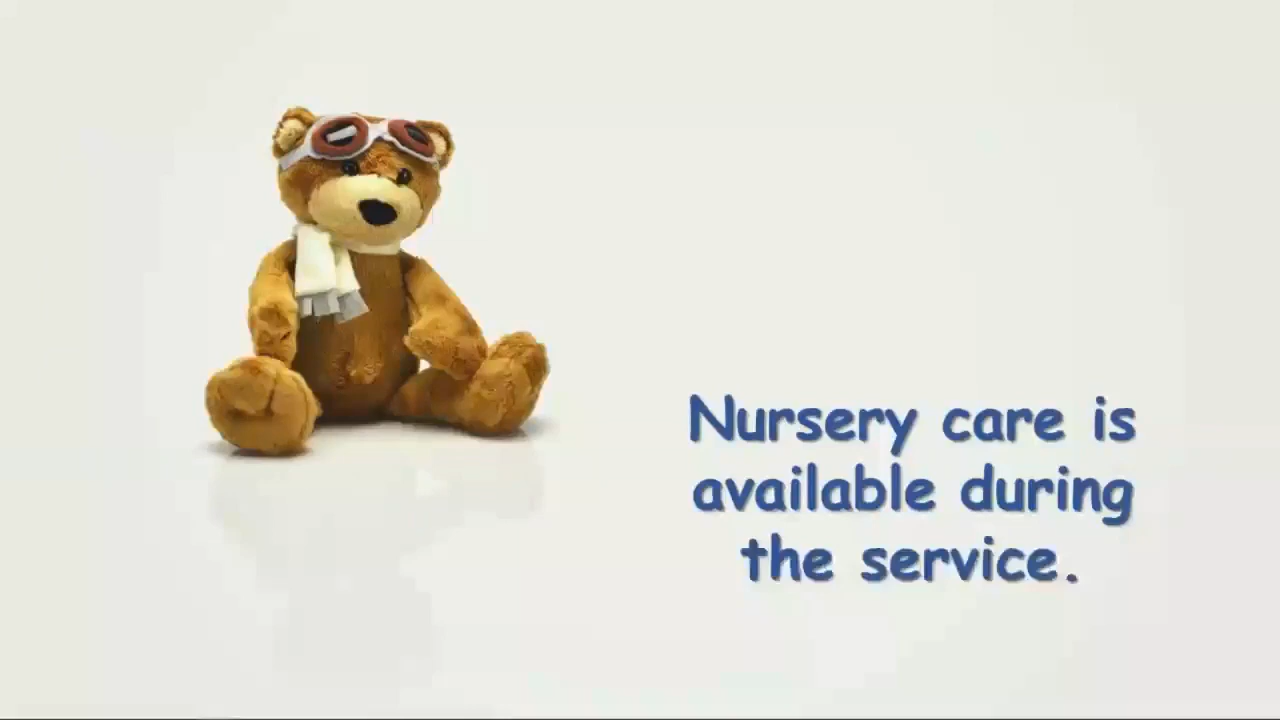 Nursery care is
available during
the service.